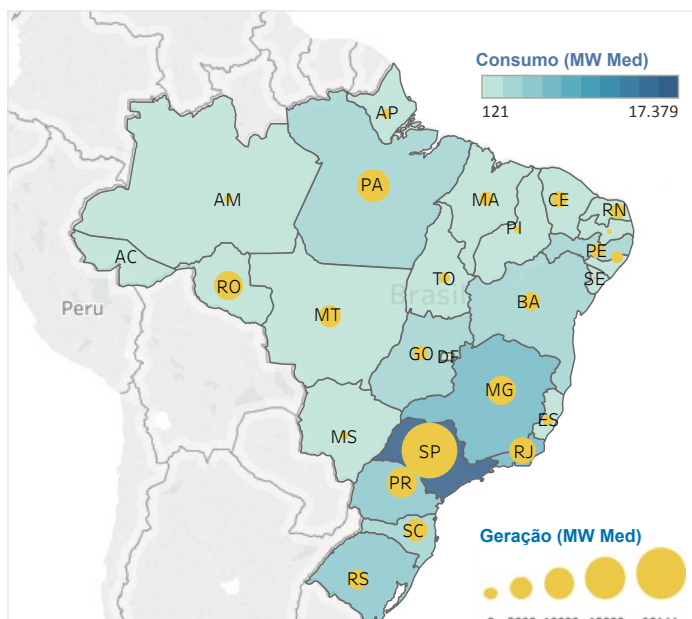 Consumo (MW Med)
121 17.379
AP
PA
AM
MA
CE
RN
PI
PE
AC
RO
TO
SE
Brasil
Peru
MT
BA
GO
DF
MG
ES
MS
SP
RJ
PR
SC
Geração (MW Med)
RS